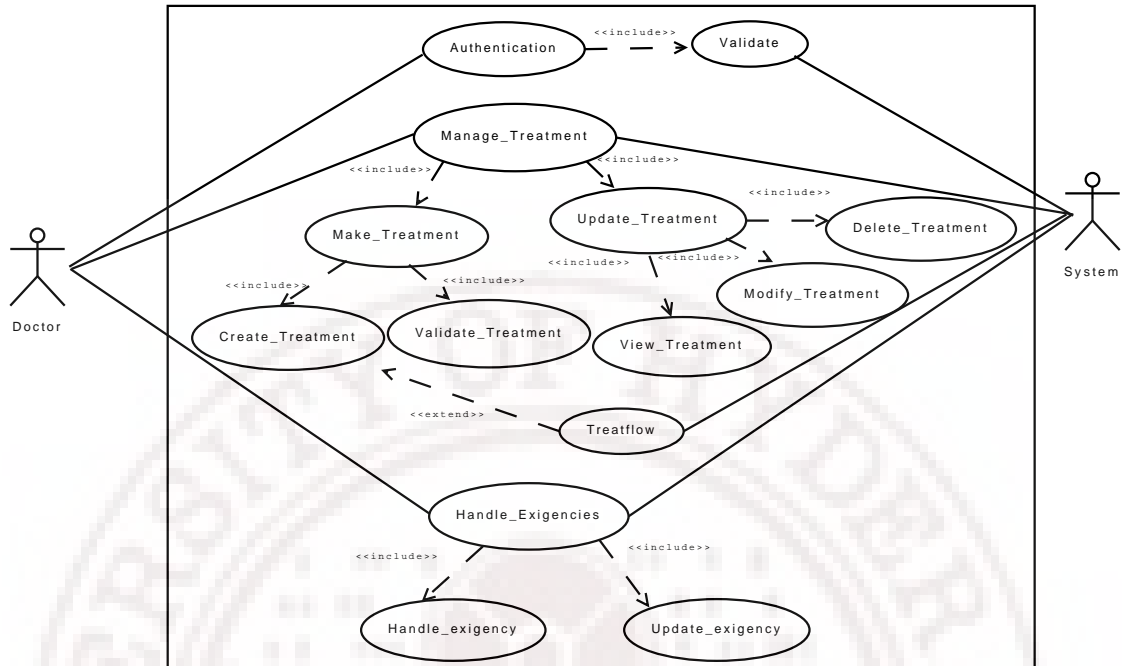 <<include>>
Authentication
Validate
Manage_Treatment
<<include>>
<<include>>
<<include>>
Make_Treatment
Update_Treatment
Delete_Treatment
<<include>>
<<include>>
<<include>>
<<include>>
Modify_Treatment
Create_Treatment
Validate_Treatment
View_Treatment
Doctor
System
<<extend>>
Treatflow
Handle_Exigencies
<<include>>
<<include>>
Handle_exigency
Update_exigency